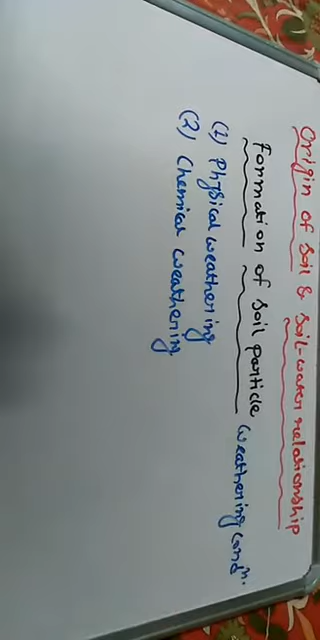 Origin of Soil & Soil-water relationship
Formation of Soil particle weathering condn.
(1) Physical weathering
(2) Chemical weathering